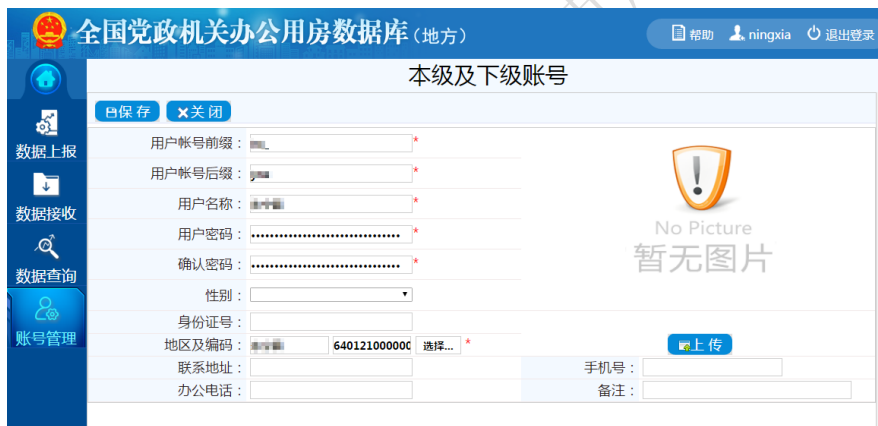 全国党政机关办公用房数据库(地方)
帮助 ningxia 退出登录
本级及下级账号
保存 关闭
数据上报
数据接收
数据查询
账号管理
用户帐号前缀： *
用户帐号后缀： *
用户名称： *
用户密码： ******************************** *
确认密码： ******************************** *
性别：
身份证号：
地区及编码： 640121000000 选择... *
联系地址：
办公电话：
No Picture
暂无图片
上传
手机号：
备注：